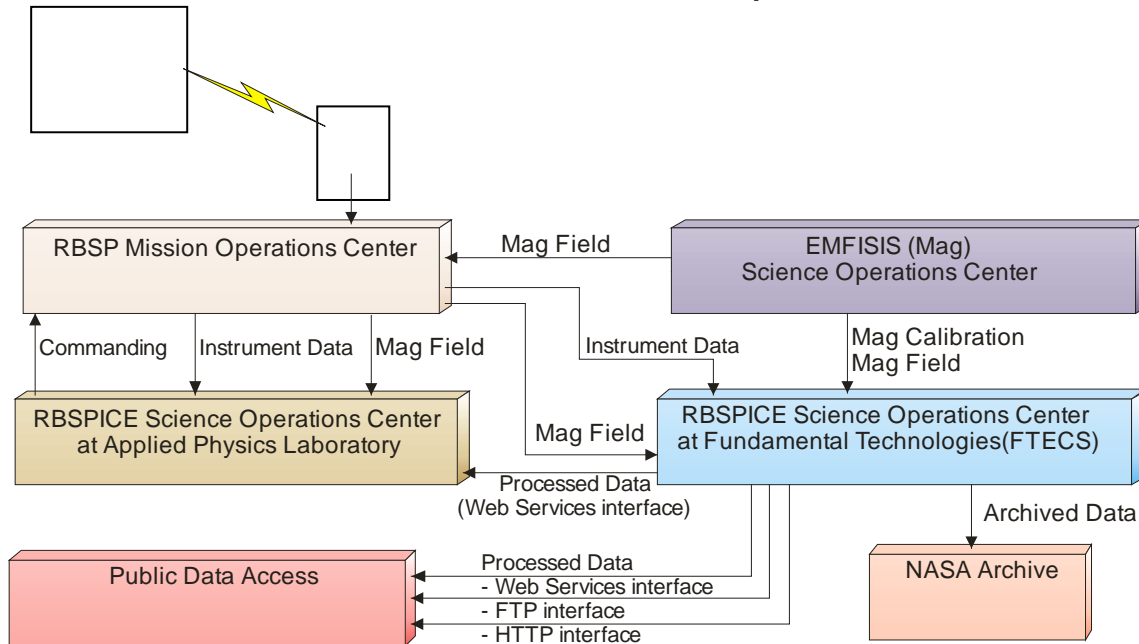 RBSP Mission Operations Center
Mag Field
EMFISIS (Mag)
Science Operations Center
Commanding
Instrument Data
Mag Field
Instrument Data
Mag Calibration
Mag Field
RBSPICE Science Operations Center
at Applied Physics Laboratory
Mag Field
RBSPICE Science Operations Center
at Fundamental Technologies(FTECS)
Processed Data
(Web Services interface)
Archived Data
Public Data Access
Processed Data
- Web Services interface
- FTP interface
- HTTP interface
NASA Archive